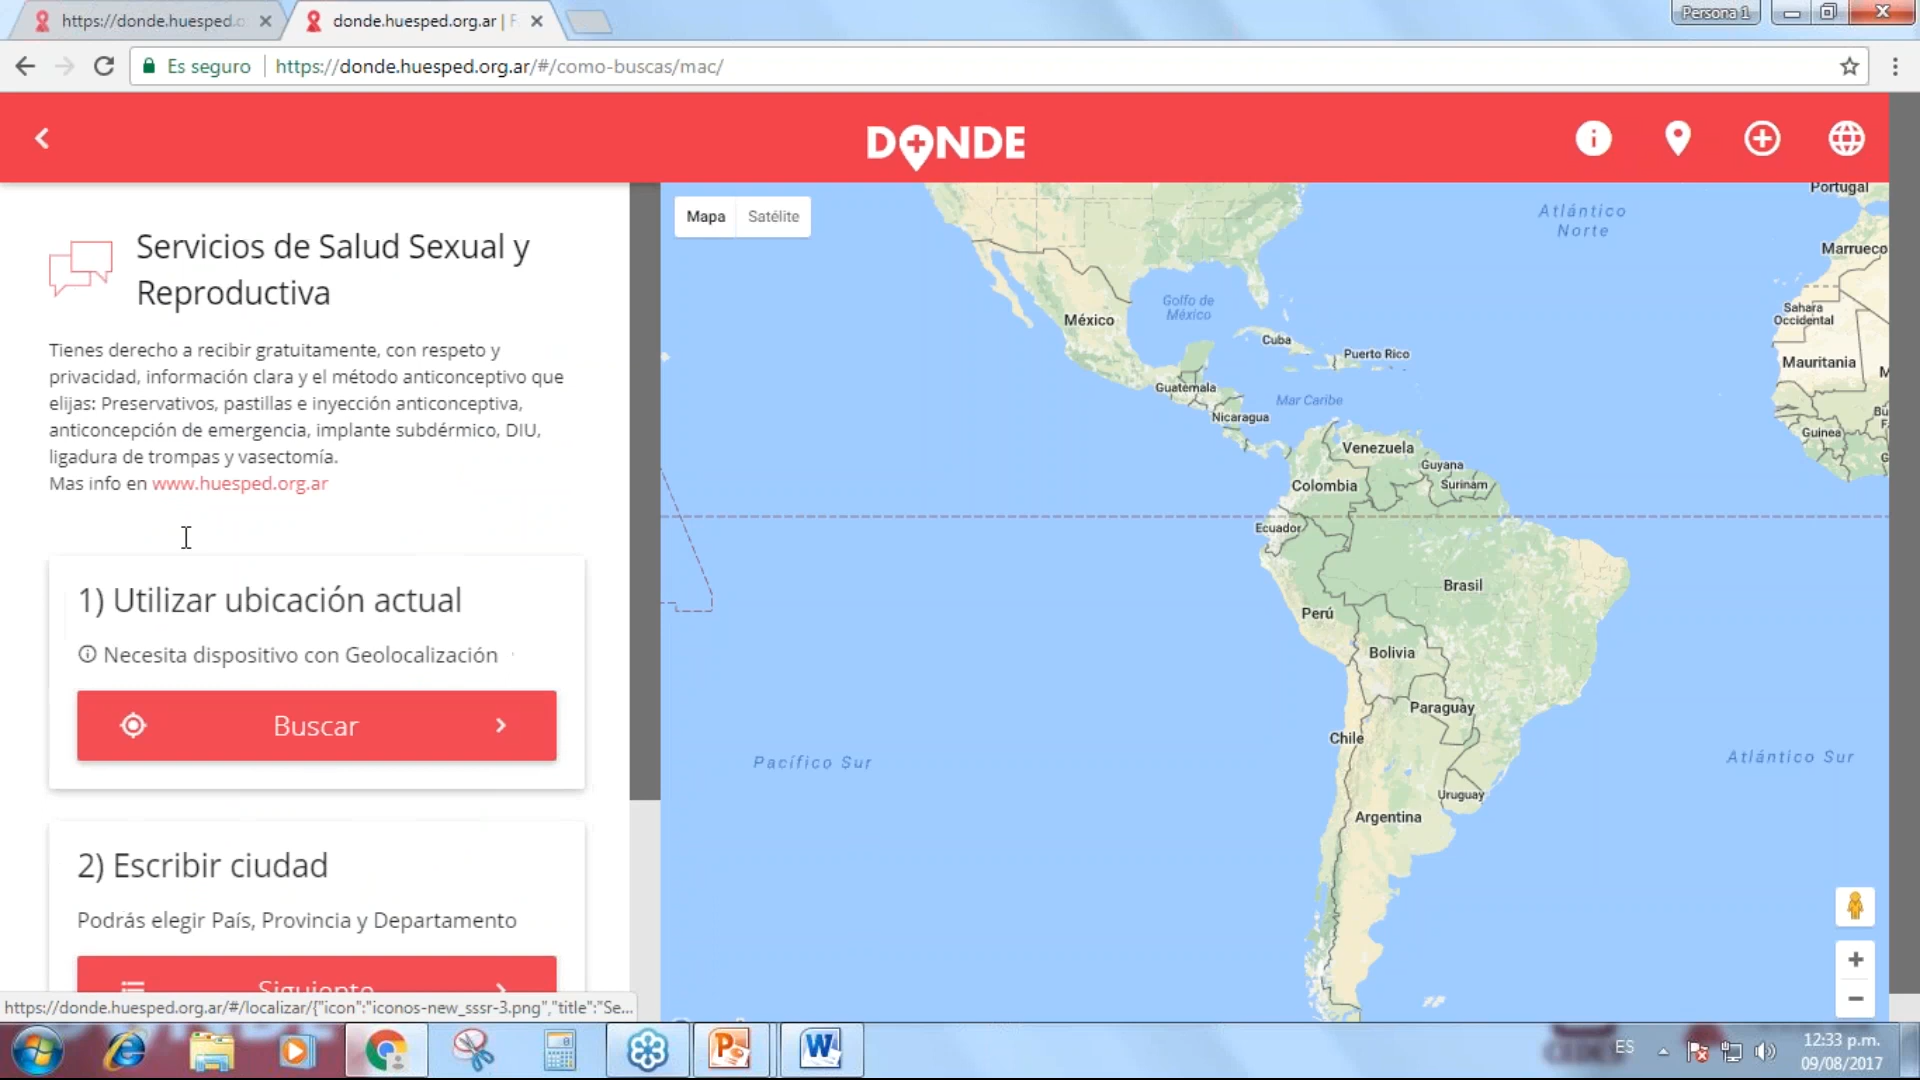 https://donde.huesped.o
donde.huesped.org.ar | F
Persona 1
Es seguro
https://donde.huesped.org.ar/#/como-buscas/mac/
DONDE
Servicios de Salud Sexual y
Reproductiva
Tienes derecho a recibir gratuitamente, con respeto y
privacidad, información clara y el método anticonceptivo que
elijas: Preservativos, pastillas e inyección anticonceptiva,
anticoncepción de emergencia, implante subdérmico, DIU,
ligadura de trompas y vasectomía.
Mas info en www.huesped.org.ar
1) Utilizar ubicación actual
Necesita dispositivo con Geolocalización
Buscar
2) Escribir ciudad
Podrás elegir País, Provincia y Departamento
Siguiente
https://donde.huesped.org.ar/#/localizar/{"icon":"iconos-new_sssr-3.png","title":"Se...
Mapa
Satélite
Portugal
Atlántico
Norte
Marrueco
Golfo de
México
Sahara
Occidental
México
Cuba
Puerto Rico
Mauritania
M
Guatemala
Mar Caribe
Nicaragua
Bu
F
Guinea
Venezuela
Guyana
G
Colombia
Surinam
Ecuador
Brasil
Perú
Bolivia
Paraguay
Chile
Pacífico Sur
Atlántico Sur
Uruguay
Argentina
ES
12:33 p.m.
09/08/2017